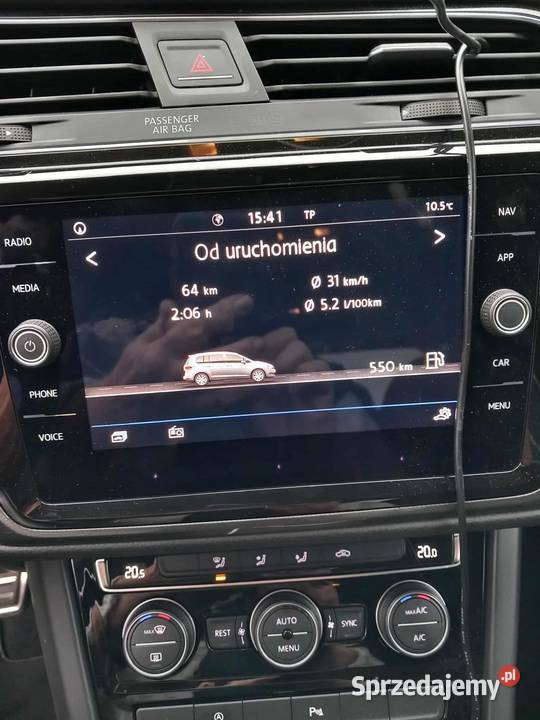 PASSENGER
AIR BAG
15:41 TP 10.5°C
Od uruchomienia
64 km Ø 31 km/h
2:06 h Ø 5.2 l/100km
550 km
RADIO
MEDIA
PHONE
VOICE
NAV
APP
CAR
MENU
20.5 20.0
MAX REST AUTO SYNC MAX A/C
MENU A/C
A P
Sprzedajemy.pl